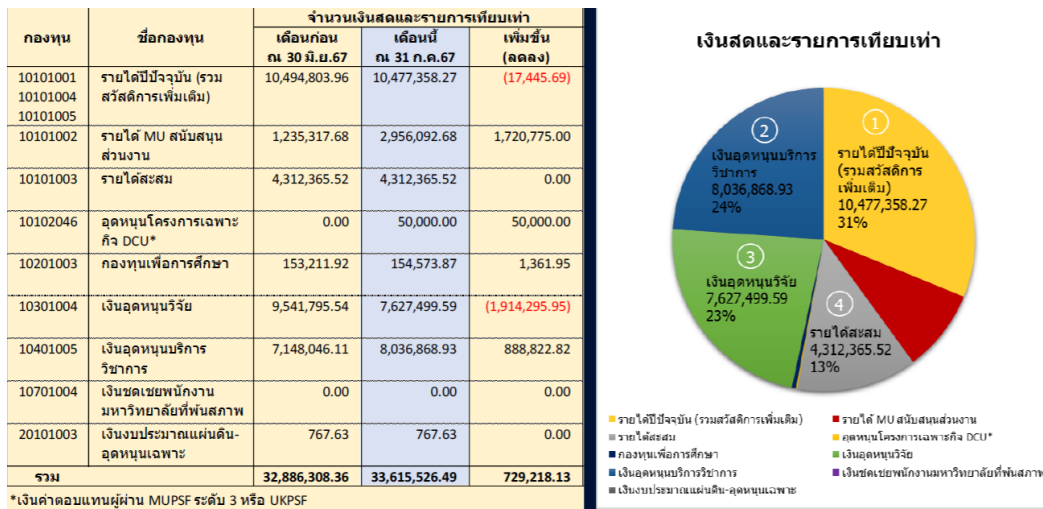 จำนวนเงินสดและรายการเทียบเท่า
กองทุน ชื่อกองทุน เดือนก่อน เดือนนี้ เพิ่มขึ้น
ณ 30 มิ.ย.67 ณ 31 ก.ค.67 (ลดลง)
10101001 รายได้ปีปัจจุบัน (รวม 10,494,803.96 10,477,358.27 (17,445.69)
10101004 สวัสดิการเพิ่มเติม)
10101005
10101002 รายได้ MU สนับสนุน 1,235,317.68 2,956,092.68 1,720,775.00
ส่วนงาน
10101003 รายได้สะสม 4,312,365.52 4,312,365.52 0.00
10102046 อุดหนุนโครงการเฉพาะ 0.00 50,000.00 50,000.00
กิจ DCU*
10201003 กองทุนเพื่อการศึกษา 153,211.92 154,573.87 1,361.95
10301004 เงินอุดหนุนวิจัย 9,541,795.54 7,627,499.59 (1,914,295.95)
10401005 เงินอุดหนุนบริการ 7,148,046.11 8,036,868.93 888,822.82
วิชาการ
10701004 เงินชดเชยพนักงาน 0.00 0.00 0.00
มหาวิทยาลัยที่พ้นสภาพ
20101003 เงินงบประมาณแผ่นดิน- 767.63 767.63 0.00
อุดหนุนเฉพาะ
รวม 32,886,308.36 33,615,526.49 729,218.13
*เงินค่าตอบแทนผู้ผ่าน MUPSF ระดับ 3 หรือ UKPSF
เงินสดและรายการเทียบเท่า
1
รายได้ปีปัจจุบัน
(รวมสวัสดิการ
เพิ่มเติม)
10,477,358.27
31%
2
เงินอุดหนุนบริการ
วิชาการ
8,036,868.93
24%
3
เงินอุดหนุนวิจัย
7,627,499.59
23%
4
รายได้สะสม
4,312,365.52
13%
รายได้ปีปัจจุบัน (รวมสวัสดิการเพิ่มเติม) รายได้ MU สนับสนุนส่วนงาน
รายได้สะสม อุดหนุนโครงการเฉพาะกิจ DCU*
กองทุนเพื่อการศึกษา เงินอุดหนุนวิจัย
เงินอุดหนุนบริการวิชาการ เงินชดเชยพนักงานมหาวิทยาลัยที่พ้นสภาพ
เงินงบประมาณแผ่นดิน-อุดหนุนเฉพาะ